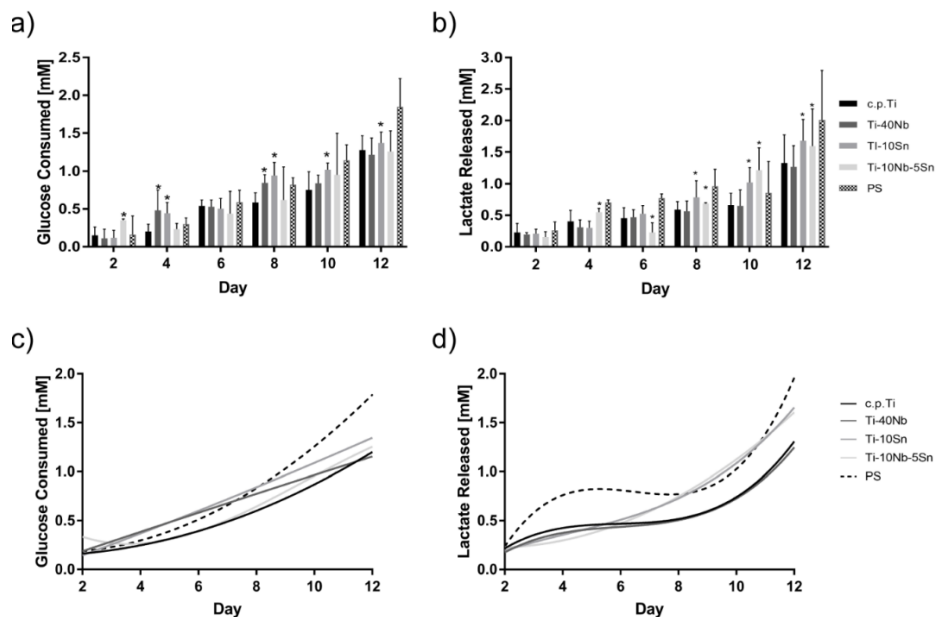 a)
Glucose Consumed [mM]
2.5
2.0
1.5
1.0
0.5
0.0
* * * * * *
2 4 6 8 10 12
Day
b)
Lactate Released [mM]
3.0
2.5
2.0
1.5
1.0
0.5
0.0
* * * * * * * *
2 4 6 8 10 12
Day
c.p.Ti
Ti-40Nb
Ti-10Sn
Ti-10Nb-5Sn
PS
c)
Glucose Consumed [mM]
2.0
1.5
1.0
0.5
0.0
2 4 6 8 10 12
Day
d)
Lactate Released [mM]
2.0
1.5
1.0
0.5
0.0
2 4 6 8 10 12
Day
c.p.Ti
Ti-40Nb
Ti-10Sn
Ti-10Nb-5Sn
PS